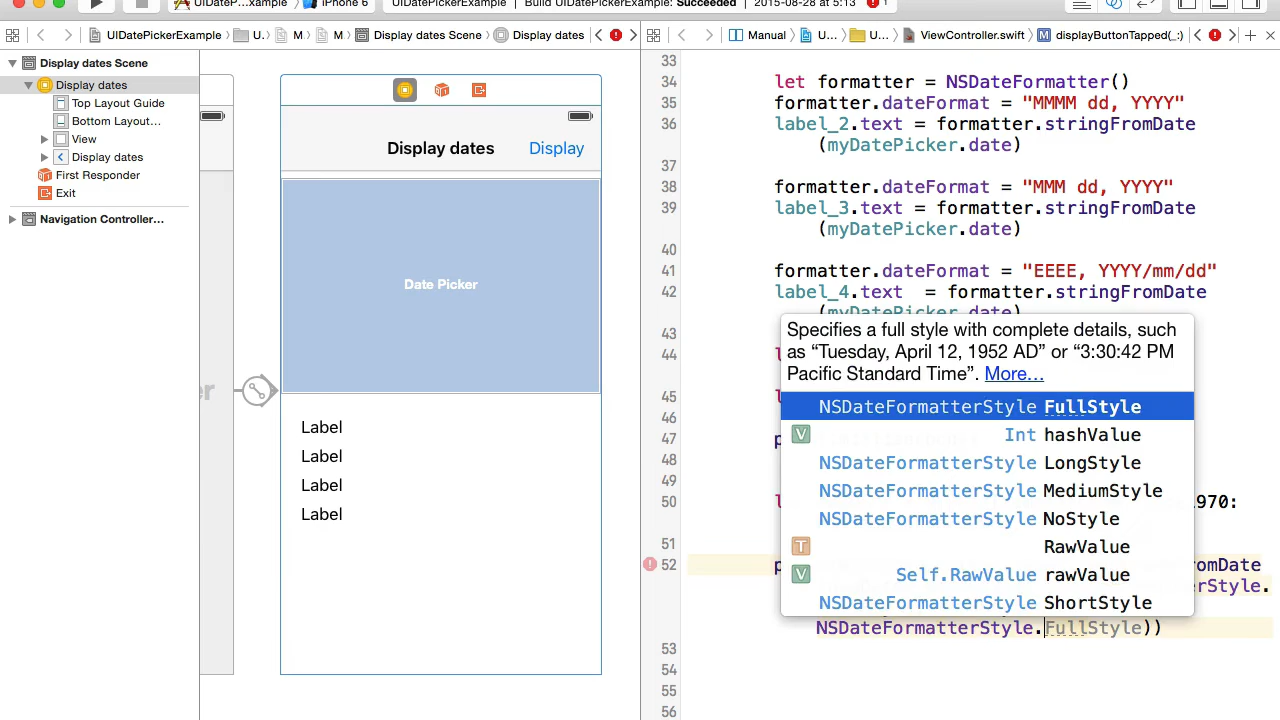 iPhone 6
UIDatePickerExample
Build UIDatePickerExample: Succeeded
2015-08-28 at 5:13
1
UIDatePickerExample
U...
M...
M...
Display dates Scene
Display dates
Manual
U...
U...
ViewController.swift
M
displayButtonTapped(_:)
Display dates Scene
Display dates
Top Layout Guide
Bottom Layout...
View
Display dates
First Responder
Exit
Navigation Controller...
Display dates
Display
Date Picker
Label
Label
Label
Label
33
34 let formatter = NSDateFormatter()
35 formatter.dateFormat = "MMMM dd, YYYY"
36 label_2.text = formatter.stringFromDate
(myDatePicker.date)
37
38 formatter.dateFormat = "MMM dd, YYYY"
39 label_3.text = formatter.stringFromDate
(myDatePicker.date)
40
41 formatter.dateFormat = "EEEE, YYYY/mm/dd"
42 label_4.text = formatter.stringFromDate
(myDatePicker.date)
43
44
45
46
47
48
49
50 1970:
51
52 omDate
erStyle.
NSDateFormatterStyle.FullStyle))
53
54
55
56
Specifies a full style with complete details, such
as “Tuesday, April 12, 1952 AD” or “3:30:42 PM
Pacific Standard Time”. More...
NSDateFormatterStyle FullStyle
V Int hashValue
NSDateFormatterStyle LongStyle
NSDateFormatterStyle MediumStyle
NSDateFormatterStyle NoStyle
T RawValue
V Self.RawValue rawValue
NSDateFormatterStyle ShortStyle